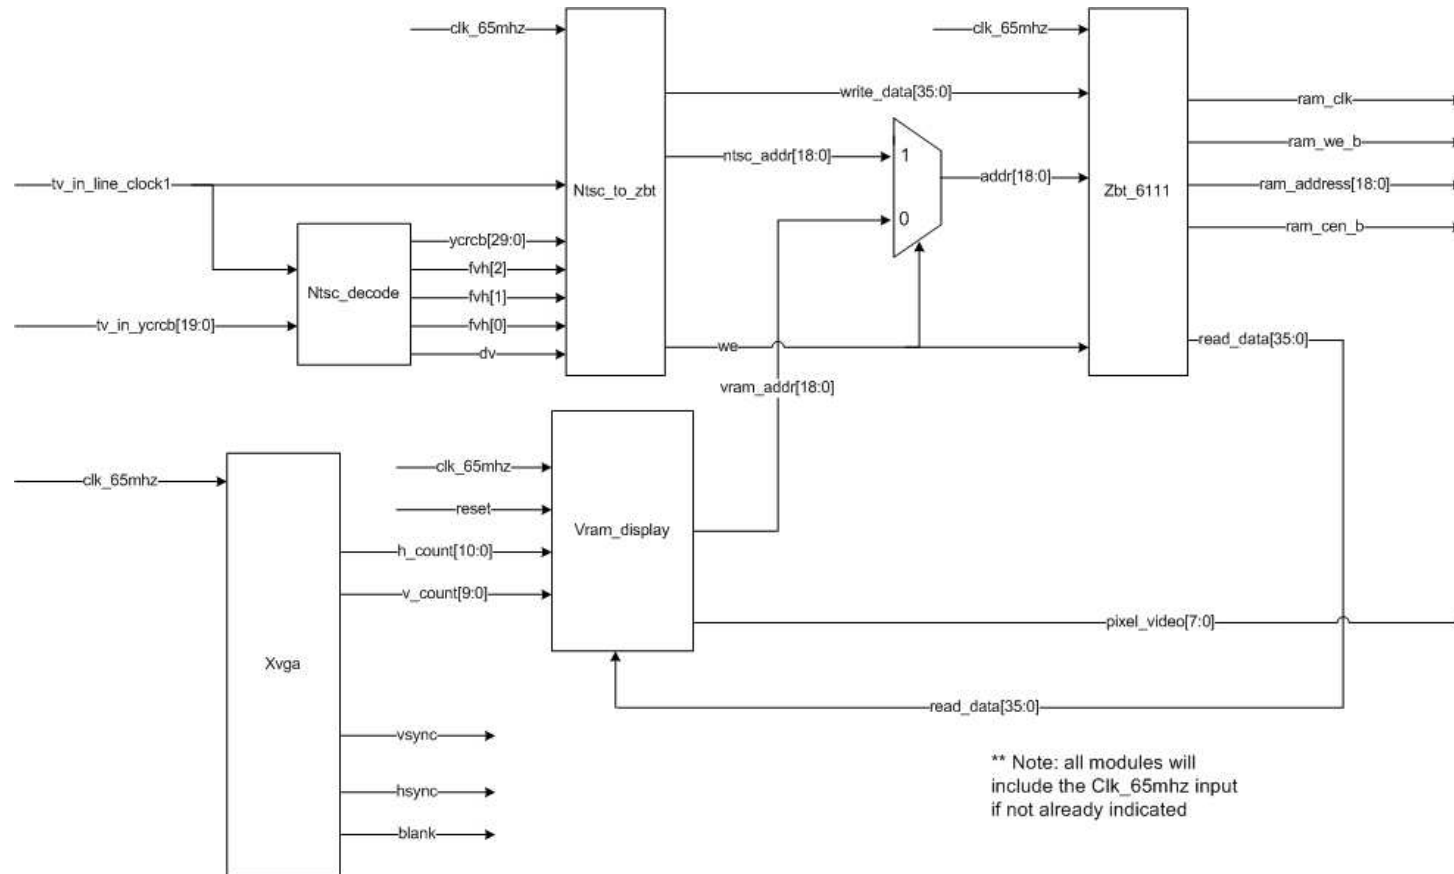 clk_65mhz
clk_65mhz
write_data[35:0]
ram_clk
ram_we_b
ntsc_addr[18:0]
1
addr[18:0]
tv_in_line_clock1
Ntsc_to_zbt
Zbt_6111
ram_address[18:0]
0
ram_cen_b
ycrcb[29:0]
fvh[2]
Ntsc_decode
fvh[1]
tv_in_ycrcb[19:0]
fvh[0]
dv
we
read_data[35:0]
vram_addr[18:0]
clk_65mhz
clk_65mhz
reset
Vram_display
h_count[10:0]
v_count[9:0]
pixel_video[7:0]
Xvga
read_data[35:0]
vsync
hsync
blank
** Note: all modules will
include the Clk_65mhz input
if not already indicated